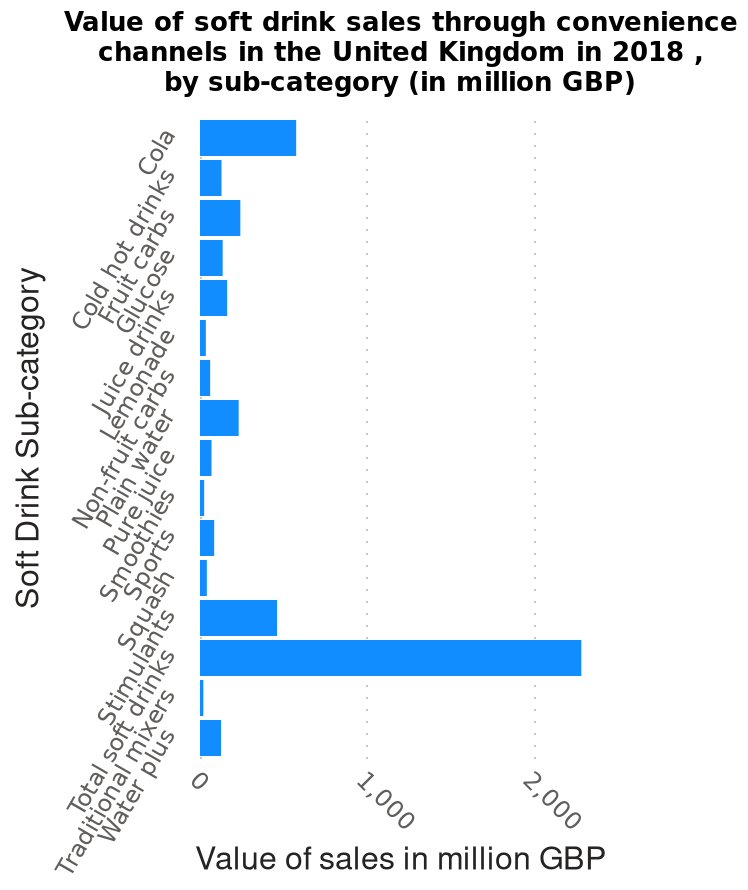 Value of soft drink sales through convenience
channels in the United Kingdom in 2018 ,
by sub-category (in million GBP)
Soft Drink Sub-category
Cola
Cold hot drinks
Fruit carbs
Glucose
Juice drinks
Lemonade
Non-fruit carbs
Plain water
Pure juice
Smoothies
Sports
Squash
Stimulants
Total soft drinks
Traditional mixers
Water plus
0
1,000
2,000
Value of sales in million GBP